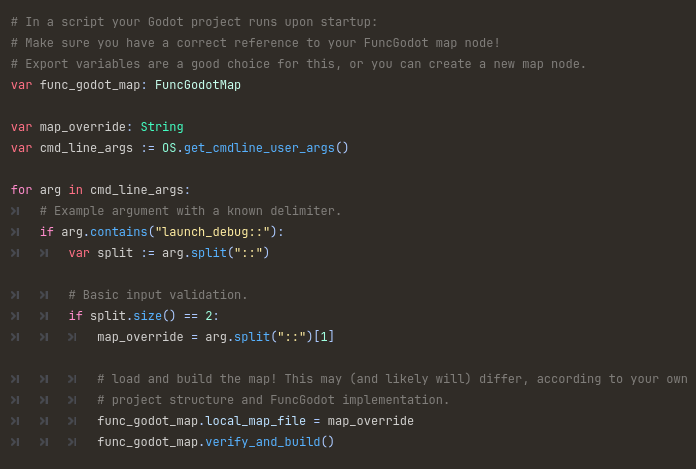 # In a script your Godot project runs upon startup:
# Make sure you have a correct reference to your FuncGodot map node!
# Export variables are a good choice for this, or you can create a new map node.
var func_godot_map: FuncGodotMap

var map_override: String
var cmd_line_args := OS.get_cmdline_user_args()

for arg in cmd_line_args:
	# Example argument with a known delimiter.
	if arg.contains("launch_debug::"):
		var split := arg.split("::")

		# Basic input validation.
		if split.size() == 2:
			map_override = arg.split("::")[1]

			# load and build the map! This may (and likely will) differ, according to your own
			# project structure and FuncGodot implementation.
			func_godot_map.local_map_file = map_override
			func_godot_map.verify_and_build()